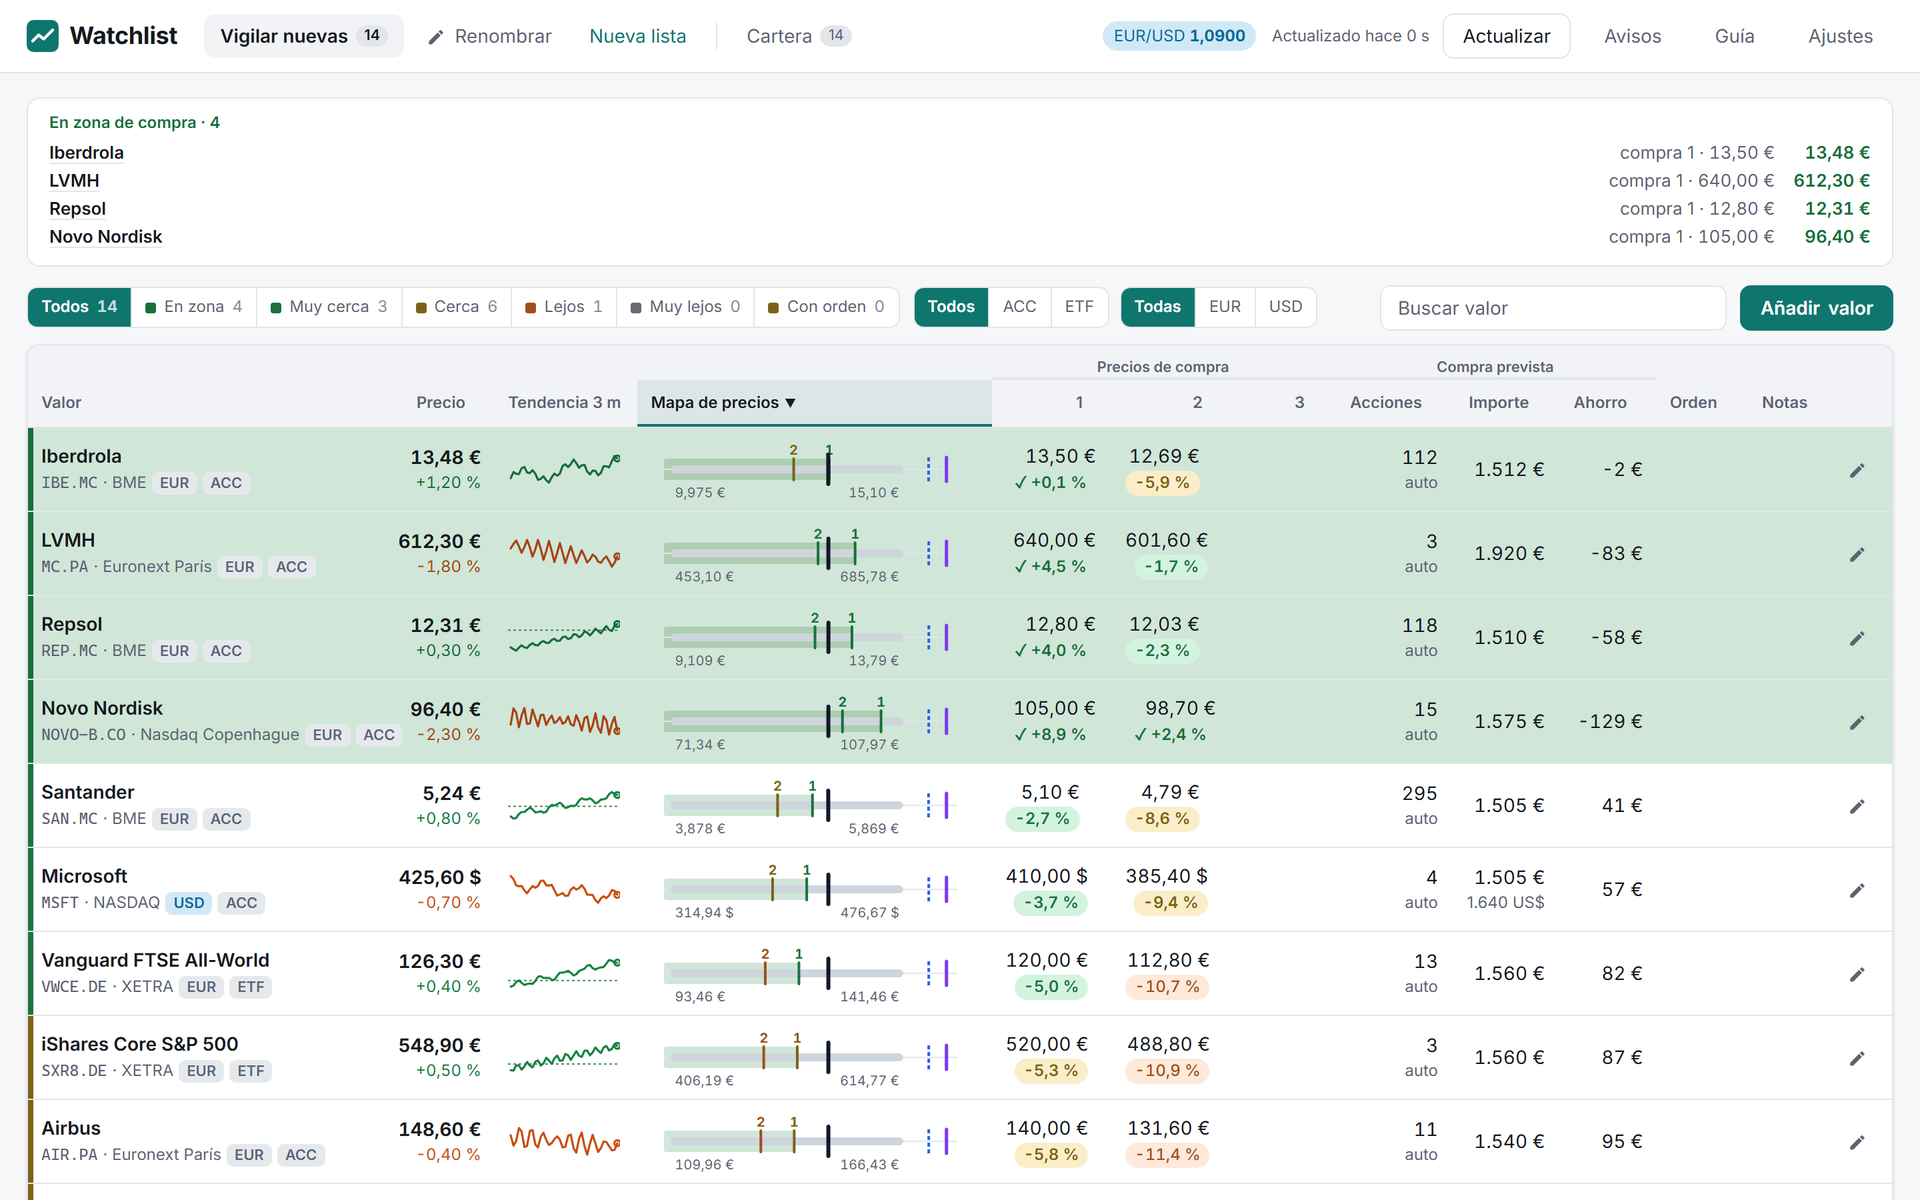 Watchlist
Vigilar nuevas 14
Renombrar
Nueva lista
Cartera 14
EUR/USD 1,0900
Actualizado hace 0 s
Actualizar
Avisos
Guía
Ajustes
En zona de compra · 4
Iberdrola compra 1 · 13,50 € 13,48 €
LVMH compra 1 · 640,00 € 612,30 €
Repsol compra 1 · 12,80 € 12,31 €
Novo Nordisk compra 1 · 105,00 € 96,40 €
Todos 14 En zona 4 Muy cerca 3 Cerca 6 Lejos 1 Muy lejos 0 Con orden 0
Todos ACC ETF
Todas EUR USD
Buscar valor
Añadir valor
Precios de compra Compra prevista
Valor Precio Tendencia 3 m Mapa de precios ▼ 1 2 3 Acciones Importe Ahorro Orden Notas
2 1
Iberdrola 13,48 € 13,50 € 12,69 € 112 1.512 € -2 €
IBE.MC · BME EUR ACC +1,20 % ✓ +0,1 % -5,9 % auto
9,975 € 15,10 €
2 1
LVMH 612,30 € 640,00 € 601,60 € 3 1.920 € -83 €
MC.PA · Euronext París EUR ACC -1,80 % ✓ +4,5 % -1,7 % auto
453,10 € 685,78 €
2 1
Repsol 12,31 € 12,80 € 12,03 € 118 1.510 € -58 €
REP.MC · BME EUR ACC +0,30 % ✓ +4,0 % -2,3 % auto
9,109 € 13,79 €
2 1
Novo Nordisk 96,40 € 105,00 € 98,70 € 15 1.575 € -129 €
NOVO-B.CO · Nasdaq Copenhague EUR ACC -2,30 % ✓ +8,9 % ✓ +2,4 % auto
71,34 € 107,97 €
2 1
Santander 5,24 € 5,10 € 4,79 € 295 1.505 € 41 €
SAN.MC · BME EUR ACC +0,80 % -2,7 % -8,6 % auto
3,878 € 5,869 €
2 1
Microsoft 425,60 $ 410,00 $ 385,40 $ 4 1.505 € 57 €
MSFT · NASDAQ USD ACC -0,70 % -3,7 % -9,4 % auto 1.640 US$
314,94 $ 476,67 $
2 1
Vanguard FTSE All-World 126,30 € 120,00 € 112,80 € 13 1.560 € 82 €
VWCE.DE · XETRA EUR ETF +0,40 % -5,0 % -10,7 % auto
93,46 € 141,46 €
2 1
iShares Core S&P 500 548,90 € 520,00 € 488,80 € 3 1.560 € 87 €
SXR8.DE · XETRA EUR ETF +0,50 % -5,3 % -10,9 % auto
406,19 € 614,77 €
2 1
Airbus 148,60 € 140,00 € 131,60 € 11 1.540 € 95 €
AIR.PA · Euronext París EUR ACC -0,40 % -5,8 % -11,4 % auto
109,96 € 166,43 €